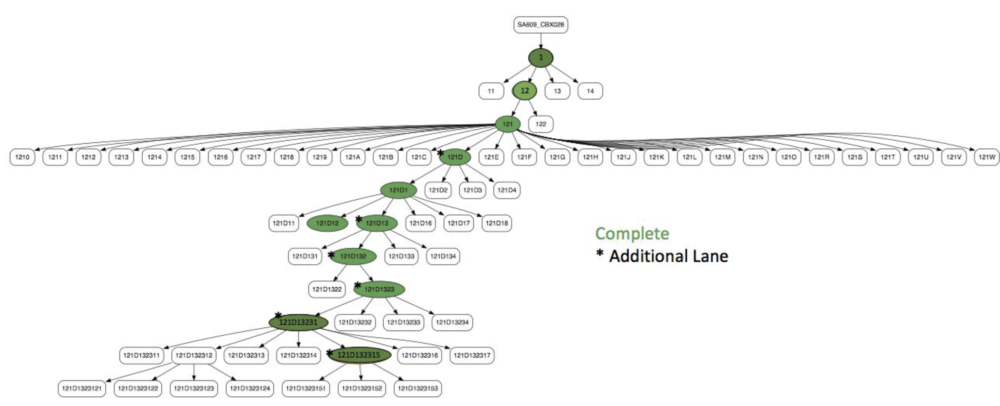 SA609_CBX028
1
11 12 13 14
121 122
1210 1211 1212 1213 1214 1215 1216 1217 1218 1219 121A 121B 121C * 121D 121E 121F 121G 121H 121J 121K 121L 121M 121N 121O 121R 121S 121T 121U 121V 121W
121D1 121D2 121D3 121D4
121D11 121D12 * 121D13 121D16 121D17 121D18
Complete
121D131 * 121D132 121D133 121D134
* Additional Lane
121D1322 * 121D1323
* 121D13231 121D13232 121D13233 121D13234
121D132311 121D132312 121D132313 121D132314 * 121D132315 121D132316 121D132317
121D1323121 121D1323122 121D1323123 121D1323124 121D1323151 121D1323152 121D1323153